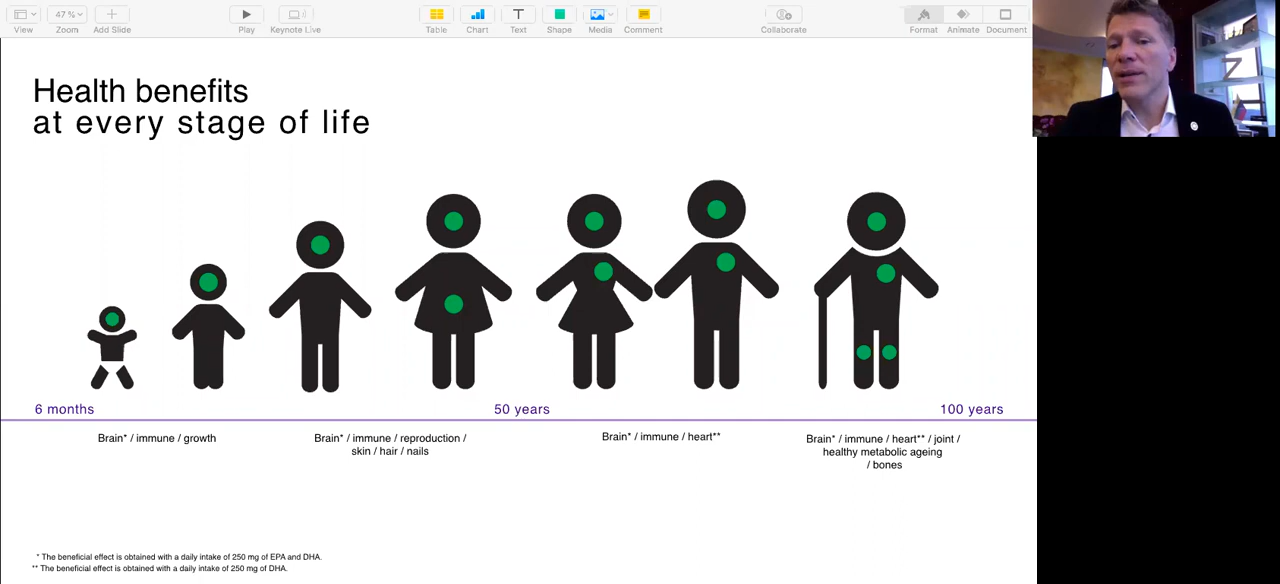 View
47 %
Zoom
Add Slide
Play
Keynote Live
Table
Chart
Text
Shape
Media
Comment
Collaborate
Format
Animate
Document
Z
Health benefits
at every stage of life
6 months
50 years
100 years
Brain* / immune / growth
Brain* / immune / reproduction /
skin / hair / nails
Brain* / immune / heart**
Brain* / immune / heart** / joint /
healthy metabolic ageing
/ bones
* The beneficial effect is obtained with a daily intake of 250 mg of EPA and DHA.
** The beneficial effect is obtained with a daily intake of 250 mg of DHA.